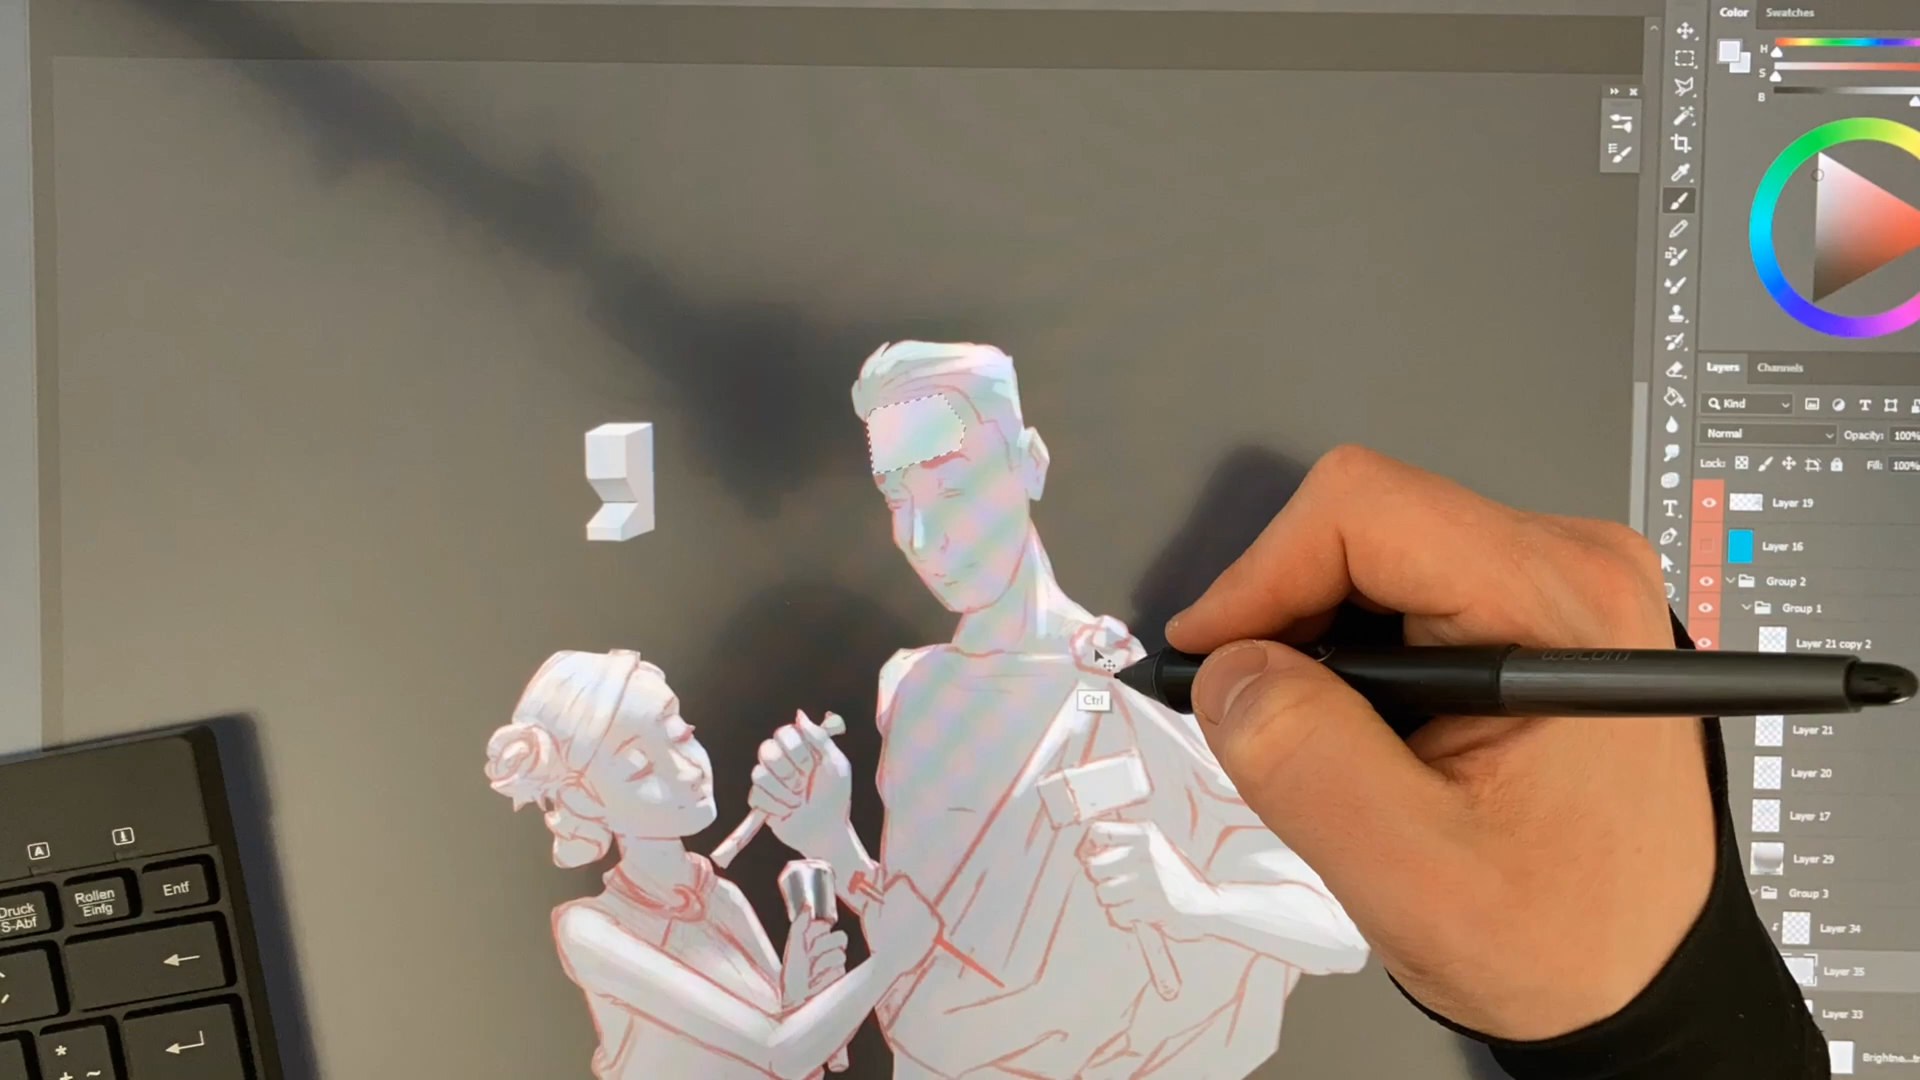 Color Swatches
H
S
B
Layers Channels
Kind
T
Normal Opacity: 100%
Lock: Fill: 100%
Layer 19
Layer 16
Group 2
Group 1
Layer 21 copy 2
Layer 21
Layer 20
Layer 17
Layer 29
Group 3
Layer 34
Layer 35
Layer 33
Brightne...
T
Ctrl
wacom
A
Druck
S-Abf
Rollen
Einfg
Entf
*
+ ~